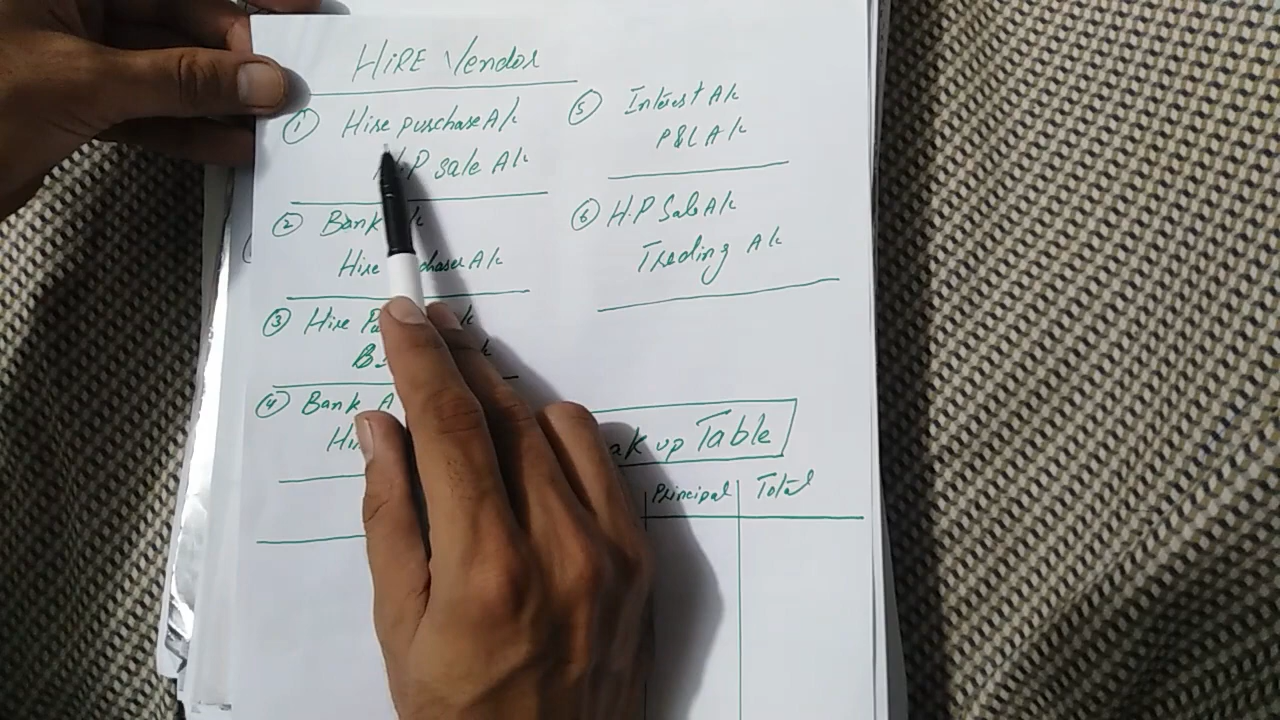 HIRE Vendor
① Hire purchase A/c
H.P sale A/c
② Bank
Hire A/c
③ Hire
④ Bank A
⑤ Interest A/c
P&L A/c
⑥ H.P Sale A/c
Trading A/c
up Table
Principal Total